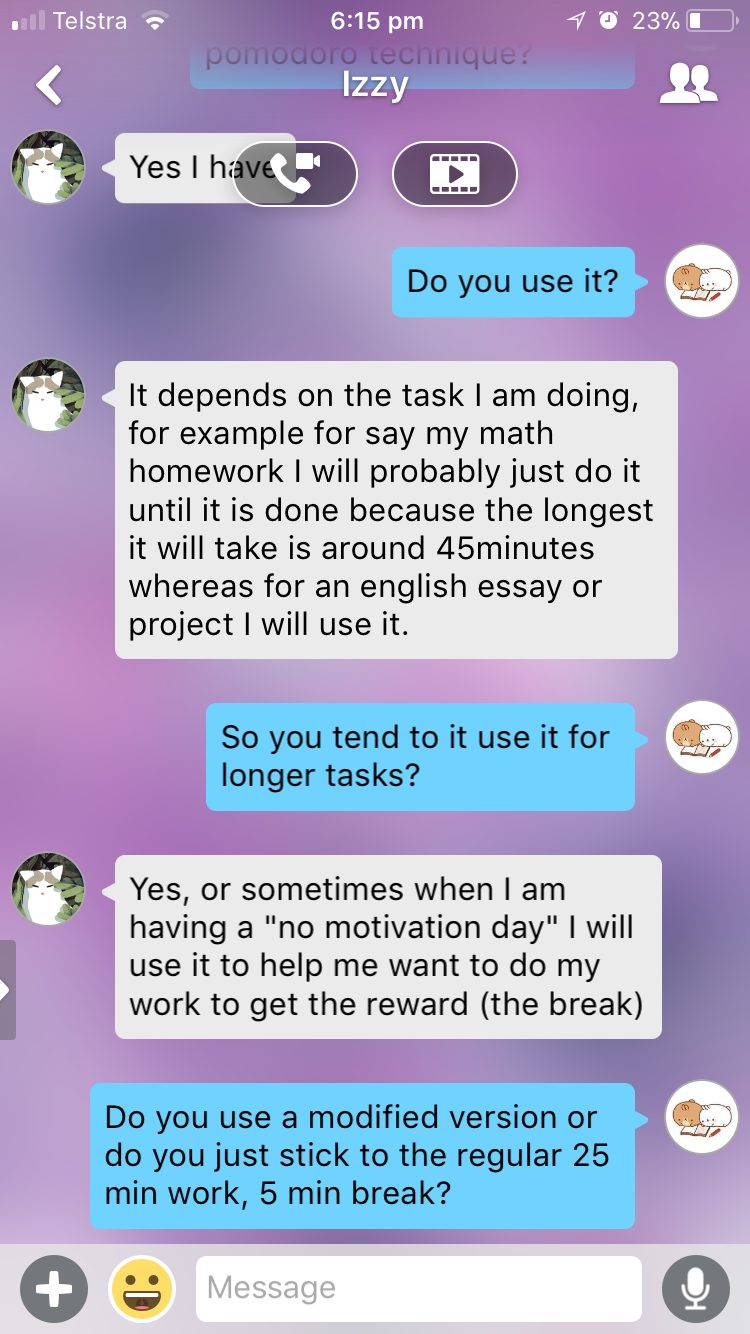 Telstra 6:15 pm 23%
pomodoro technique?
Izzy
Yes I have
Do you use it?
It depends on the task I am doing,
for example for say my math
homework I will probably just do it
until it is done because the longest
it will take is around 45minutes
whereas for an english essay or
project I will use it.
So you tend to it use it for
longer tasks?
Yes, or sometimes when I am
having a "no motivation day" I will
use it to help me want to do my
work to get the reward (the break)
Do you use a modified version or
do you just stick to the regular 25
min work, 5 min break?
Message